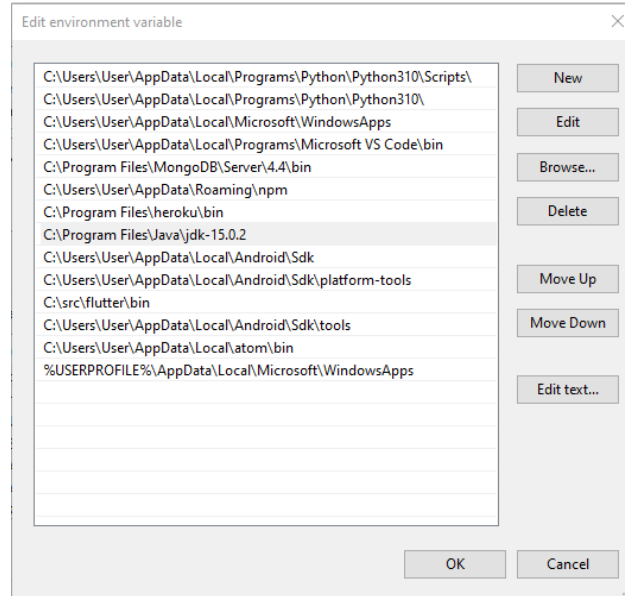 Edit environment variable
C:\Users\User\AppData\Local\Programs\Python\Python310\Scripts\
C:\Users\User\AppData\Local\Programs\Python\Python310\
C:\Users\User\AppData\Local\Microsoft\WindowsApps
C:\Users\User\AppData\Local\Programs\Microsoft VS Code\bin
C:\Program Files\MongoDB\Server\4.4\bin
C:\Users\User\AppData\Roaming\npm
C:\Program Files\heroku\bin
C:\Program Files\Java\jdk-15.0.2
C:\Users\User\AppData\Local\Android\Sdk
C:\Users\User\AppData\Local\Android\Sdk\platform-tools
C:\src\flutter\bin
C:\Users\User\AppData\Local\Android\Sdk\tools
C:\Users\User\AppData\Local\atom\bin
%USERPROFILE%\AppData\Local\Microsoft\WindowsApps
New
Edit
Browse...
Delete
Move Up
Move Down
Edit text...
OK
Cancel